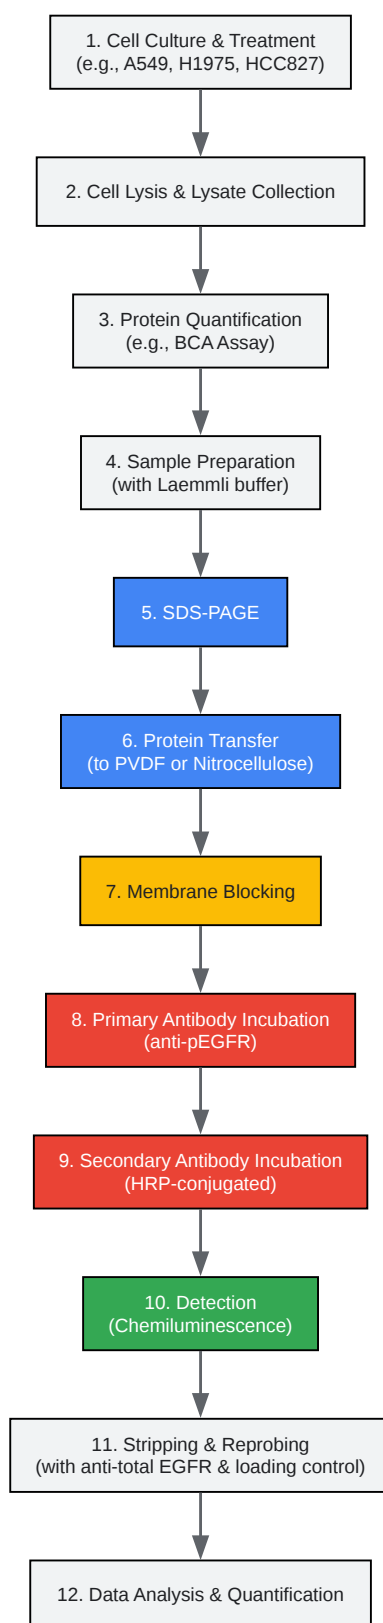 1. Cell Culture & Treatment
(e.g., A549, H1975, HCC827)
2. Cell Lysis & Lysate Collection
3. Protein Quantification
(e.g., BCA Assay)
4. Sample Preparation
(with Laemmli buffer)
5. SDS-PAGE
6. Protein Transfer
(to PVDF or Nitrocellulose)
7. Membrane Blocking
8. Primary Antibody Incubation
(anti-pEGFR)
9. Secondary Antibody Incubation
(HRP-conjugated)
10. Detection
(Chemiluminescence)
11. Stripping & Reprobing
(with anti-total EGFR & loading control)
12. Data Analysis & Quantification